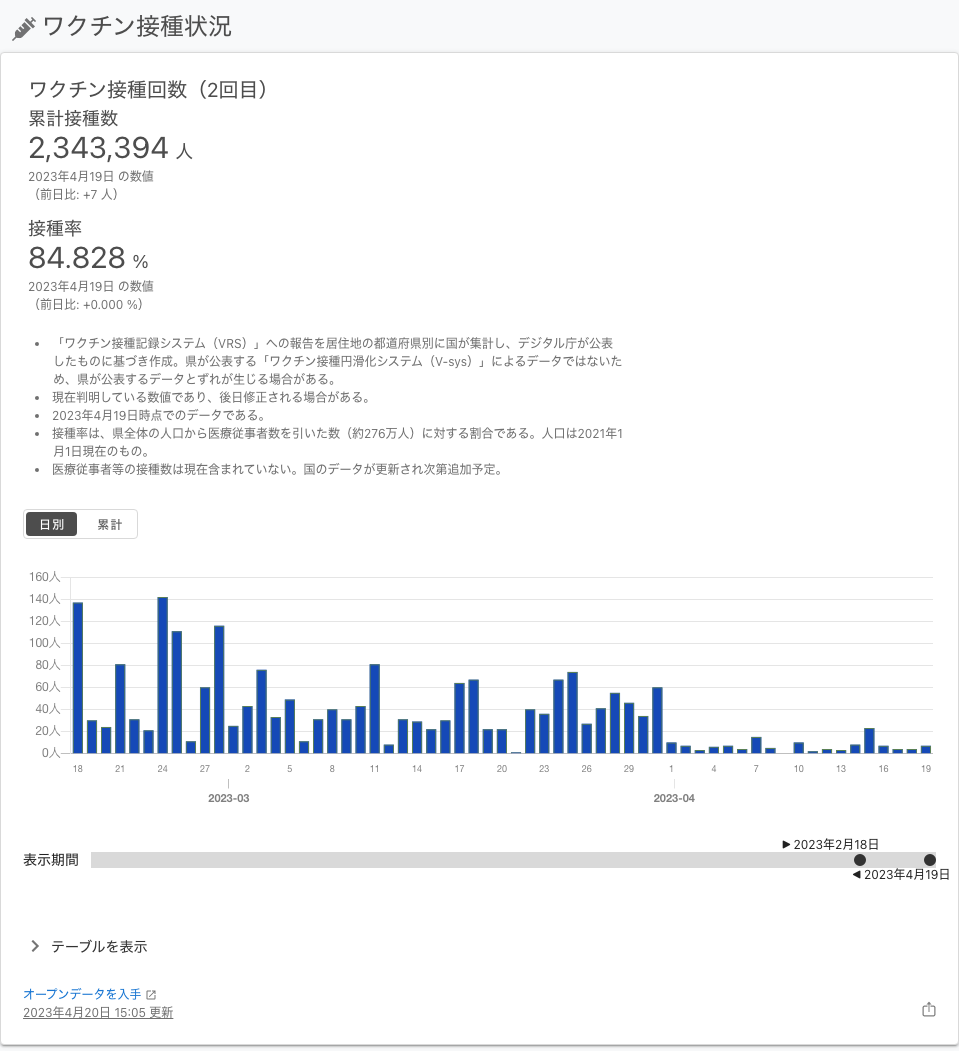 ワクチン接種状況
ワクチン接種回数（2回目）
累計接種数
2,343,394 人
2023年4月19日 の数値
（前日比: +7 人）
接種率
84.828 %
2023年4月19日 の数値
（前日比: +0.000 %）
• 「ワクチン接種記録システム（VRS）」への報告を居住地の都道府県別に国が集計し、デジタル庁が公表
したものに基づき作成。県が公表する「ワクチン接種円滑化システム（V-sys）」によるデータではないた
め、県が公表するデータとずれが生じる場合がある。
• 現在判明している数値であり、後日修正される場合がある。
• 2023年4月19日時点でのデータである。
• 接種率は、県全体の人口から医療従事者数を引いた数（約276万人）に対する割合である。人口は2021年1
月1日現在のもの。
• 医療従事者等の接種数は現在含まれていない。国のデータが更新され次第追加予定。
日別 累計
160人
140人
120人
100人
80人
60人
40人
20人
0人
18 21 24 27 2 5 8 11 14 17 20 23 26 29 1 4 7 10 13 16 19
2023-03 2023-04
▶ 2023年2月18日
表示期間
◀ 2023年4月19日
テーブルを表示
オープンデータを入手
2023年4月20日 15:05 更新